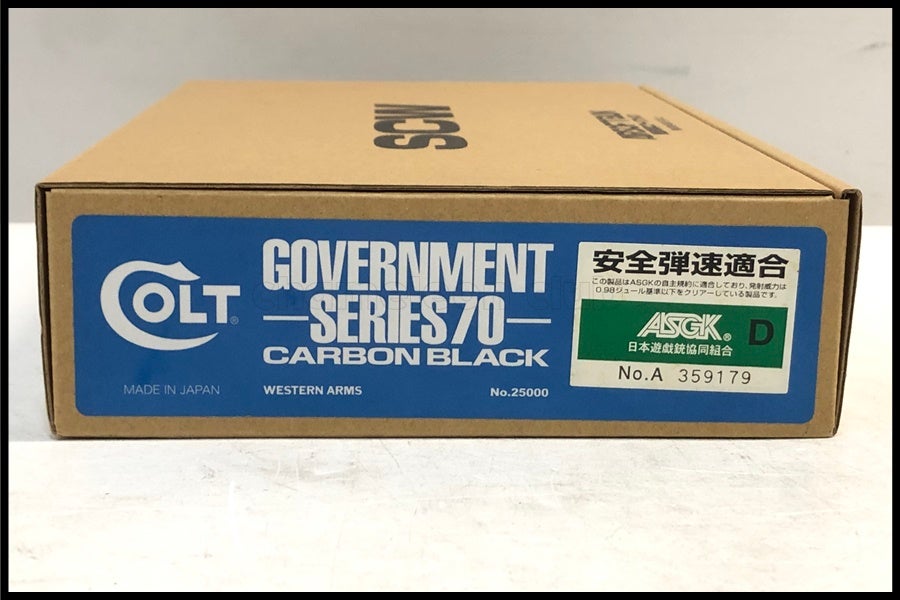 SCW
COLT®
MADE IN JAPAN
GOVERNMENT
SERIES70
CARBON BLACK
WESTERN ARMS
No.25000
安全弾速適合
この製品はASGKの自主規約に適合しており、発射威力は
0.98ジュール基準以下をクリアーしている製品です。
ASGK®
D
日本遊戯銃協同組合
No.A 359179